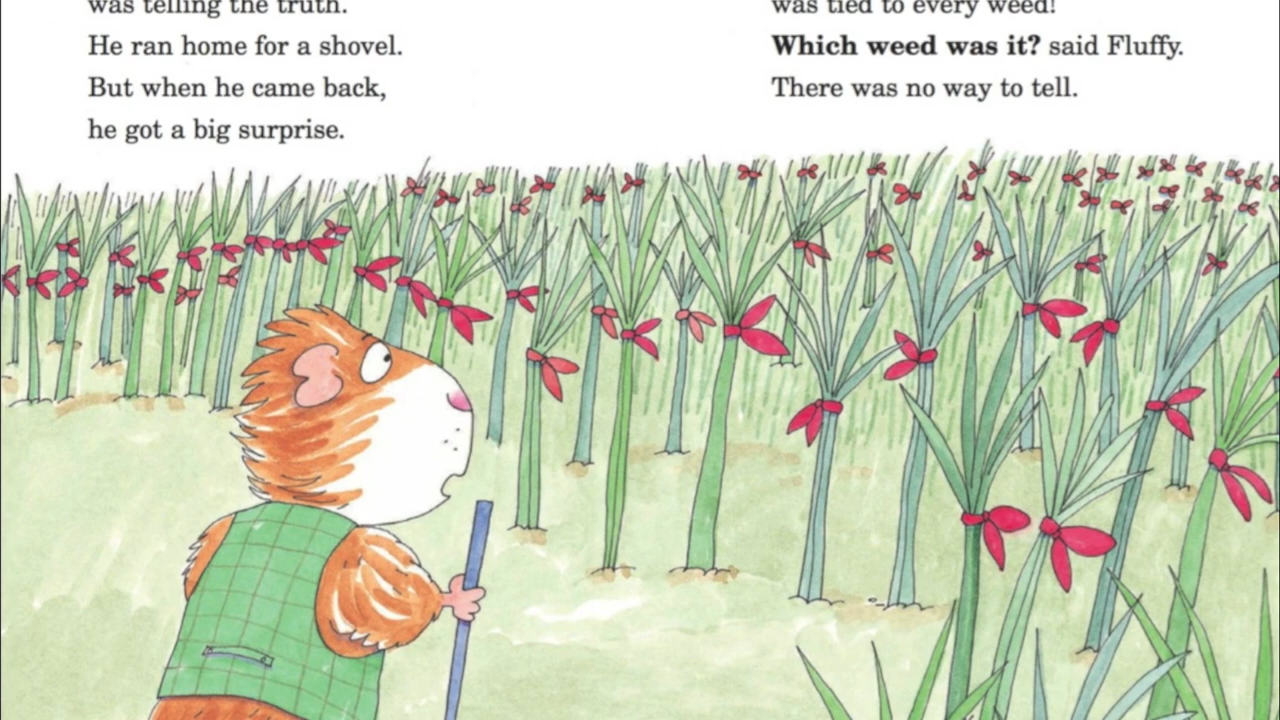 was telling the truth.
He ran home for a shovel.
But when he came back,
he got a big surprise.
was tied to every weed!
Which weed was it? said Fluffy.
There was no way to tell.